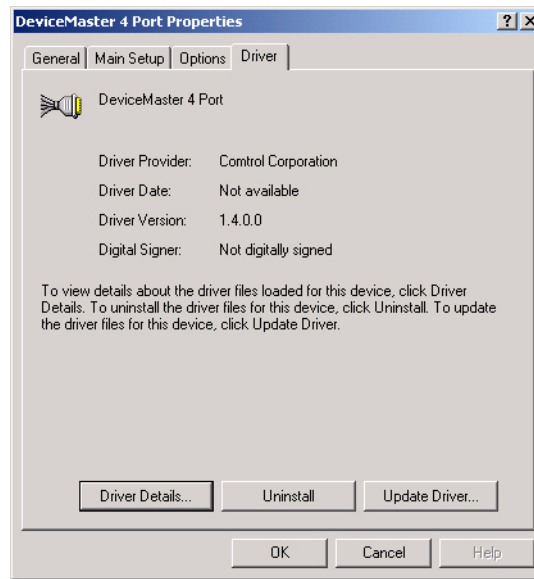 DeviceMaster 4 Port Properties
General Main Setup Options Driver
DeviceMaster 4 Port
Driver Provider: Comtrol Corporation
Driver Date: Not available
Driver Version: 1.4.0.0
Digital Signer: Not digitally signed
To view details about the driver files loaded for this device, click Driver
Details. To uninstall the driver files for this device, click Uninstall. To update
the driver files for this device, click Update Driver.
Driver Details... Uninstall Update Driver...
OK Cancel Help